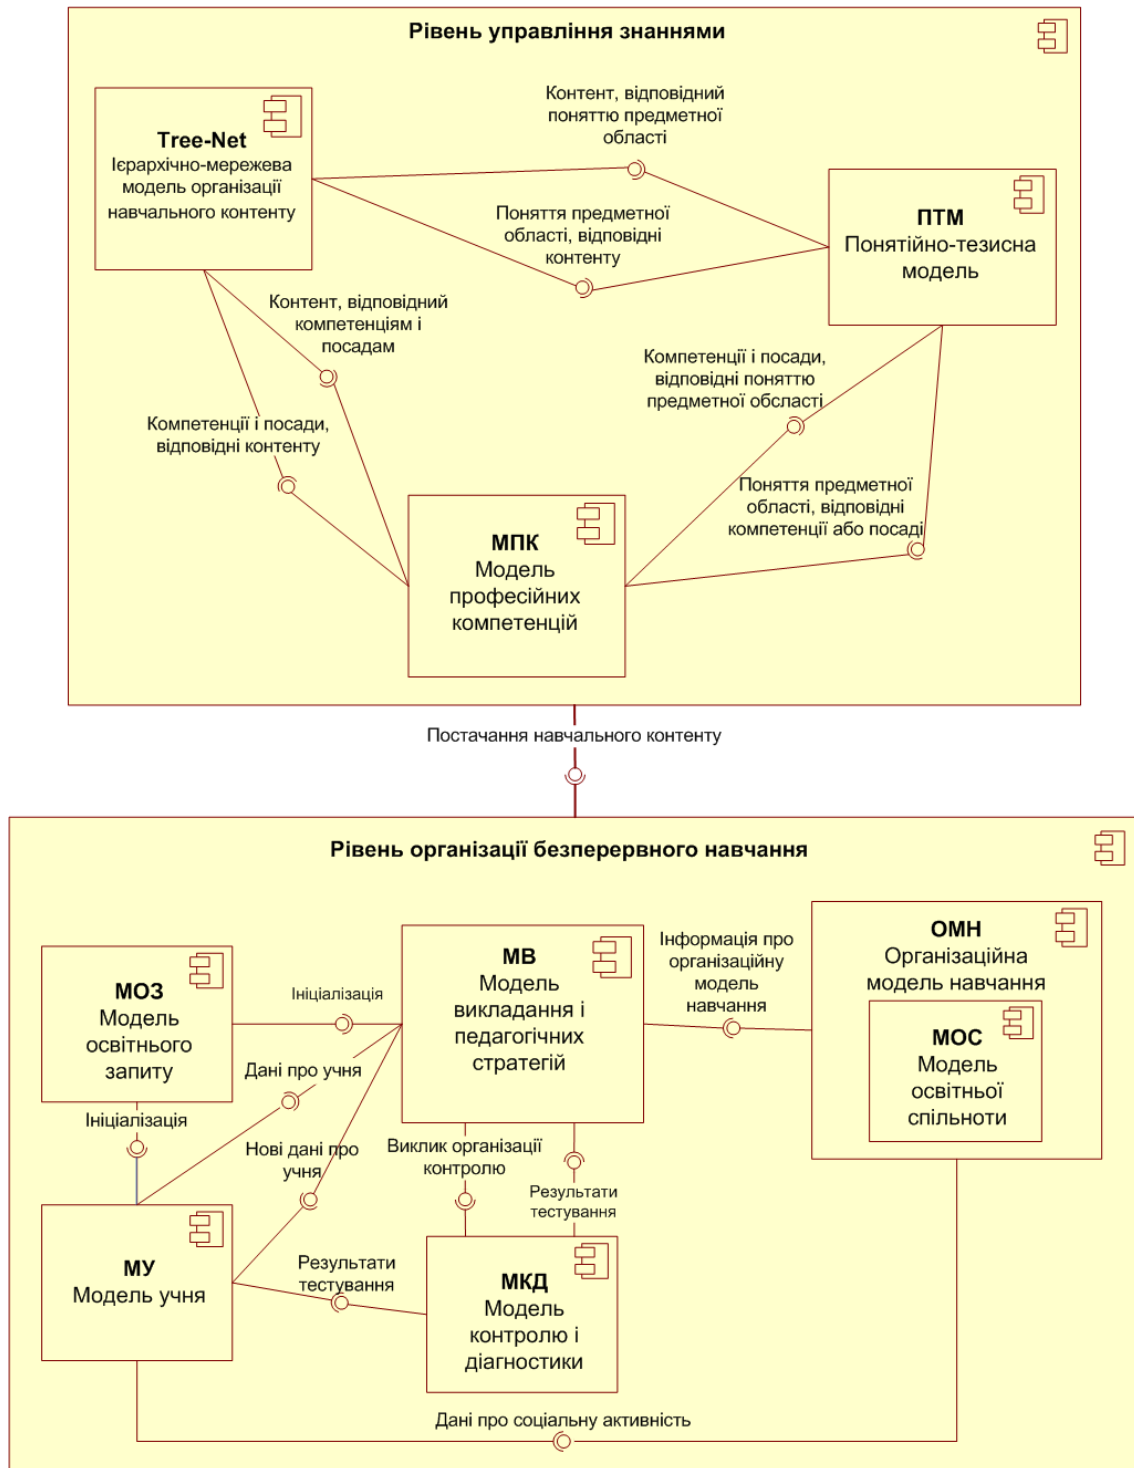 Рівень управління знаннями
Tree-Net
Ієрархічно-мережева
модель організації
навчального контенту
Контент, відповідний
поняттю предметної
області
Поняття предметної
області, відповідні
контенту
ПТМ
Понятійно-тезисна
модель
Контент, відповідний
компетенціям і
посадам
Компетенції і посади,
відповідні контенту
Компетенції і посади,
відповідні поняттю
предметної обсласті
Поняття предметної
області, відповідні
компетенції або посаді
МПК
Модель
професійних
компетенцій
Постачання навчального контенту
Рівень організації безперервного навчання
МОЗ
Модель
освітнього
запиту
Ініціалізація
МВ
Модель
викладання і
педагогічних
стратегій
Інформація про
організаційну
модель
навчання
ОМН
Організаційна
модель навчання
МОС
Модель
освітньої
спільноти
Дані про учня
Ініціалізація
Нові дані про
учня
Виклик організації
контролю
Результати
тестування
МУ
Модель учня
Результати
тестування
МКД
Модель
контролю і
діагностики
Дані про соціальну активність